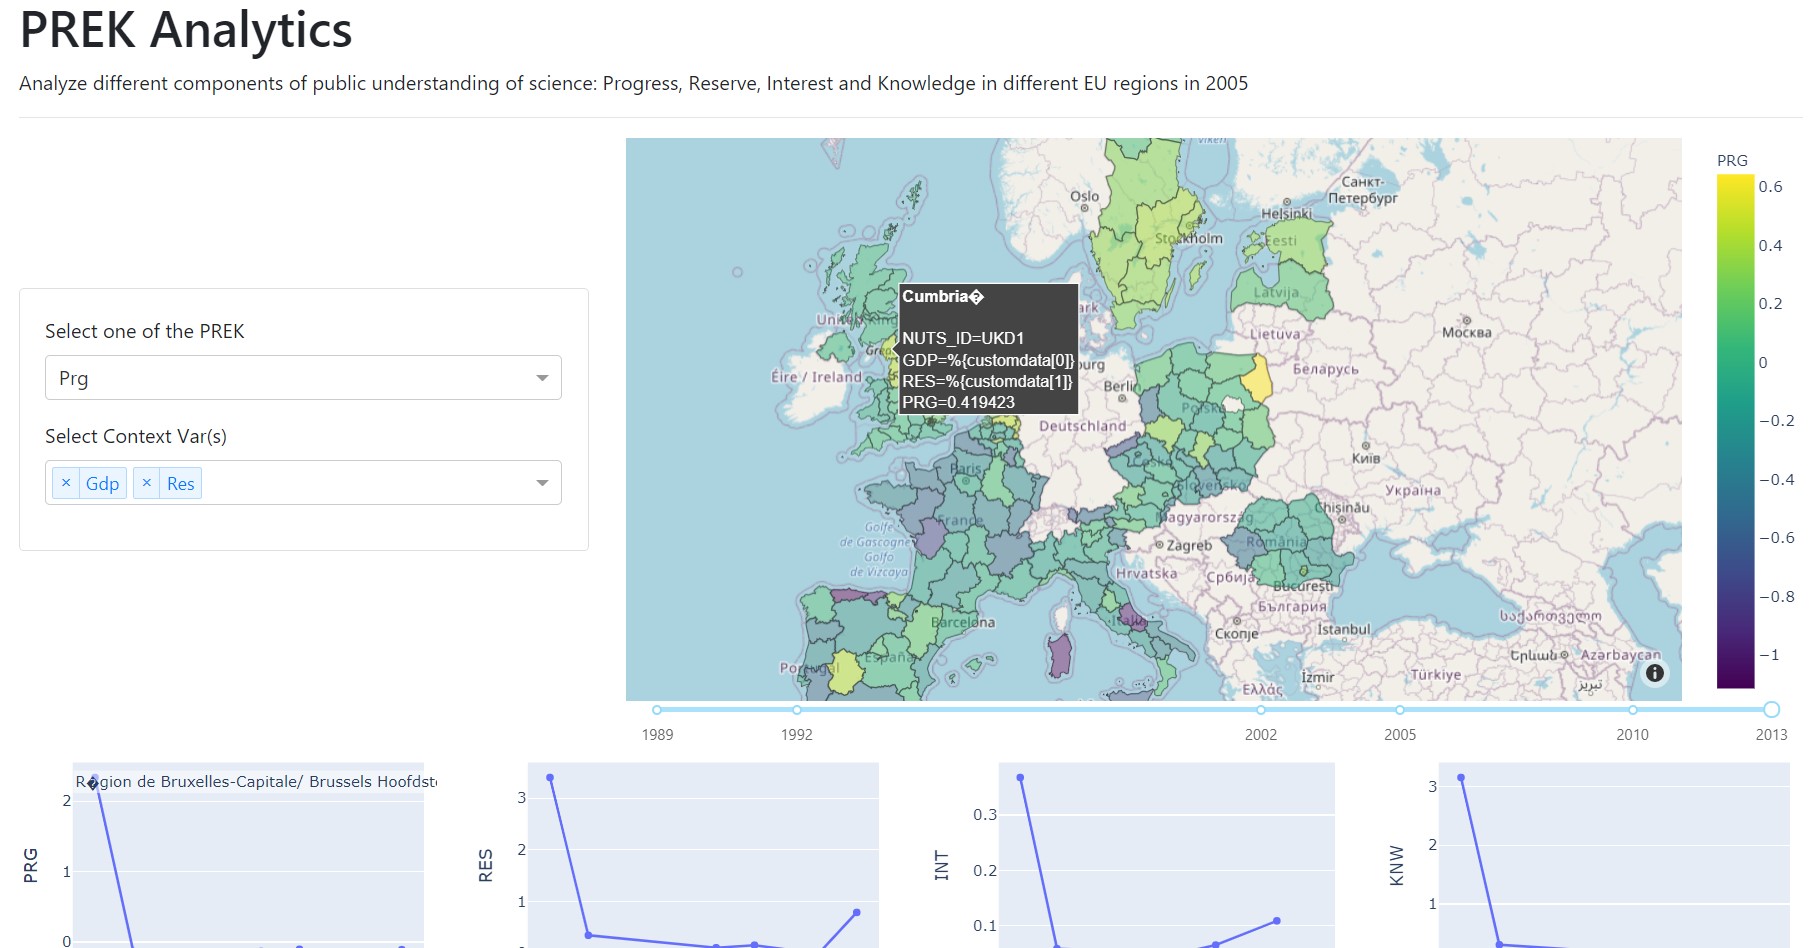 PREK Analytics
Analyze different components of public understanding of science: Progress, Reserve, Interest and Knowledge in different EU regions in 2005
Select one of the PREK
Prg
Select Context Var(s)
× Gdp × Res
Oslo
Санкт-
Петербург
Helsinki
Stockholm
Eesti
Latvija
Lietuva
Москва
Беларусь
Éire / Ireland
Berlin
Polska
Deutschland
Київ
Україна
Česko
Slovensko
Paris
France
Chișinău
Magyarország
Zagreb
România
Golfe
de Gascogne
Golfo
de Vizcaya
Hrvatska
Србија
București
България
Barcelona
Italia
Скопје
İstanbul
საქართველო
Portugal
España
Երևան
Azərbaycan
İzmir
Türkiye
تبریز
Ελλάς
Cumbria�
NUTS_ID=UKD1
GDP=%{customdata[0]}
RES=%{customdata[1]}
PRG=0.419423
PRG
0.6
0.4
0.2
0
−0.2
−0.4
−0.6
−0.8
−1
1989
1992
2002
2005
2010
2013
R�gion de Bruxelles-Capitale/ Brussels Hoofdst
PRG
2
1
0
RES
3
2
1
INT
0.3
0.2
0.1
KNW
3
2
1